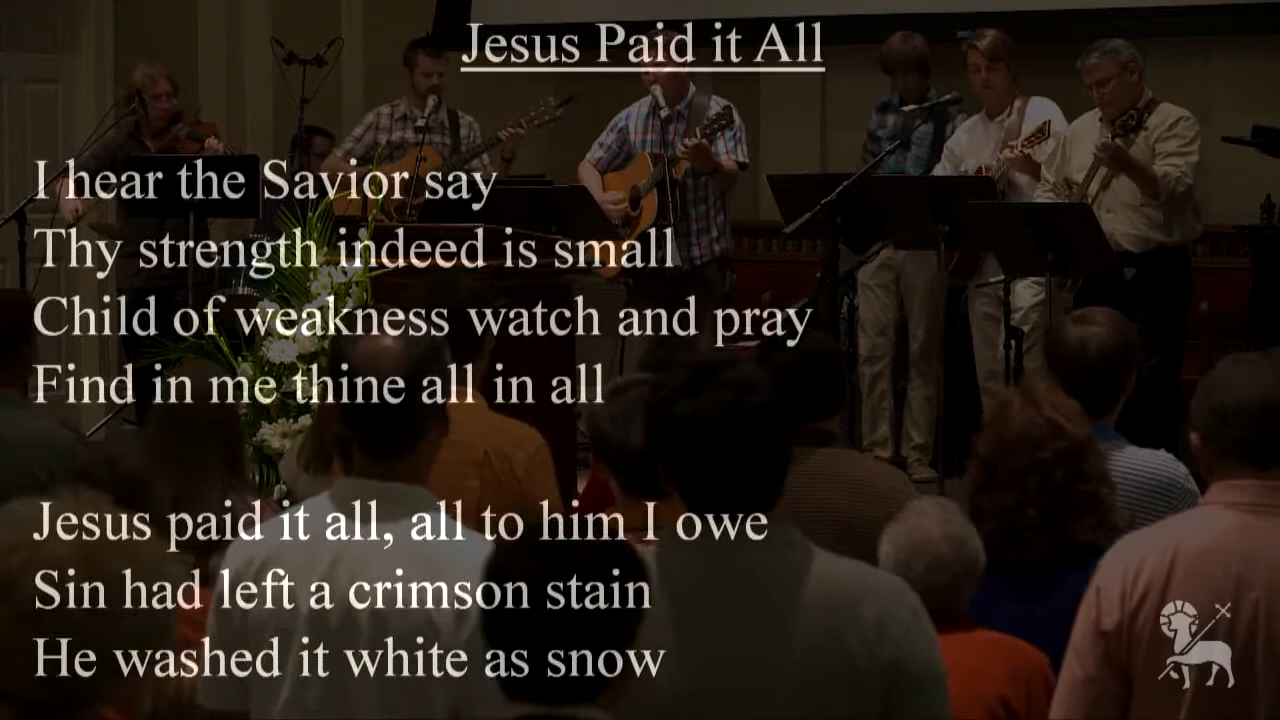 Jesus Paid it All
I hear the Savior say
Thy strength indeed is small
Child of weakness watch and pray
Find in me thine all in all
Jesus paid it all, all to him I owe
Sin had left a crimson stain
He washed it white as snow